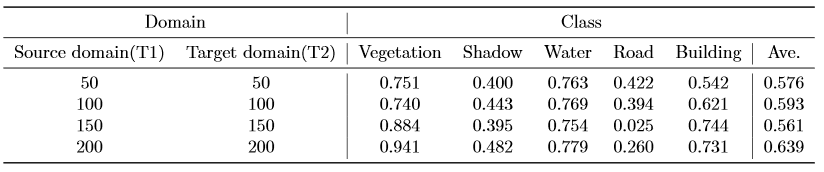 Domain Class
Source domain(T1) Target domain(T2) Vegetation Shadow Water Road Building Ave.
50 50 0.751 0.400 0.763 0.422 0.542 0.576
100 100 0.740 0.443 0.769 0.394 0.621 0.593
150 150 0.884 0.395 0.754 0.025 0.744 0.561
200 200 0.941 0.482 0.779 0.260 0.731 0.639